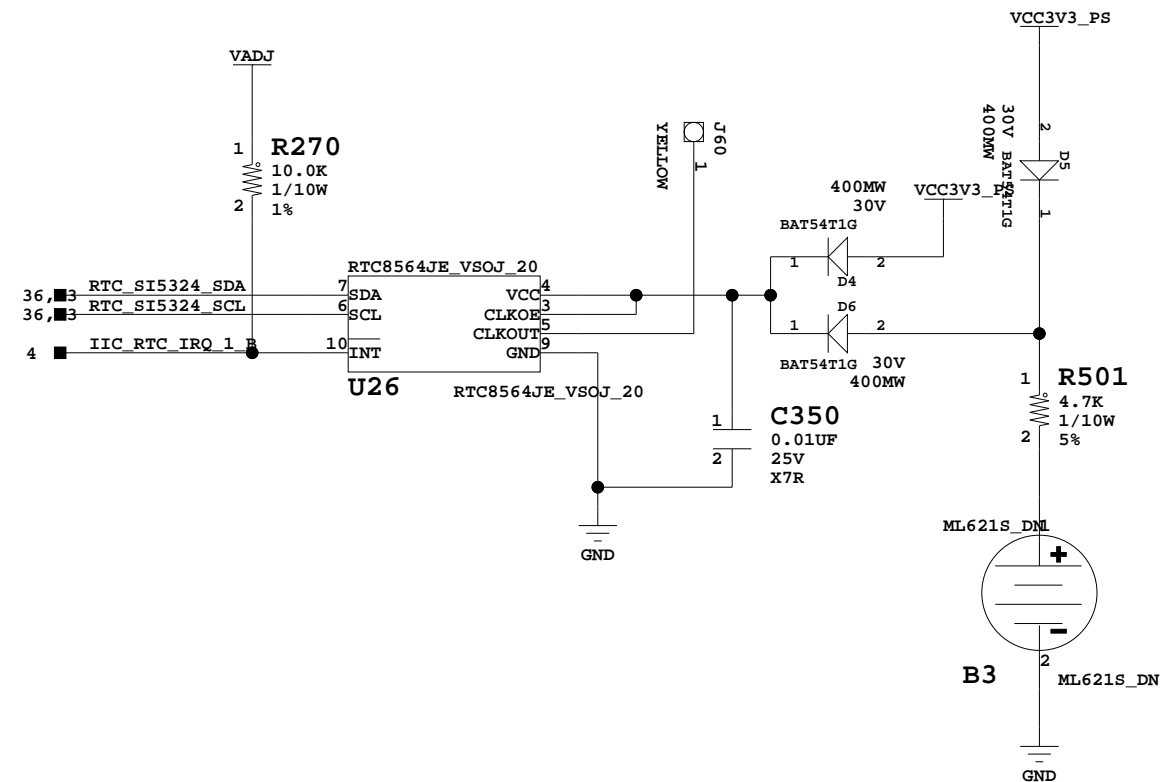 VCC3V3_PS
VADJ
30V
400MW
BAT54T1G
2
D5
1
J60
YELLOW
1
1
R270
10.0K
1/10W
1%
2
400MW
30V
VCC3V3_PS
BAT54T1G
1
2
D4
RTC8564JE_VSOJ_20
36,
RTC_SI5324_SDA
7
SDA
VCC
4
36,
RTC_SI5324_SCL
6
SCL
CLKOE
3
CLKOUT
5
4
IIC_RTC_IRQ_1_B
10
INT
GND
9
U26
RTC8564JE_VSOJ_20
D6
1
2
BAT54T1G
30V
400MW
1
R501
4.7K
1/10W
5%
2
1
C350
0.01UF
25V
X7R
2
GND
ML621S_DN
1
+
-
2
B3
ML621S_DN
GND